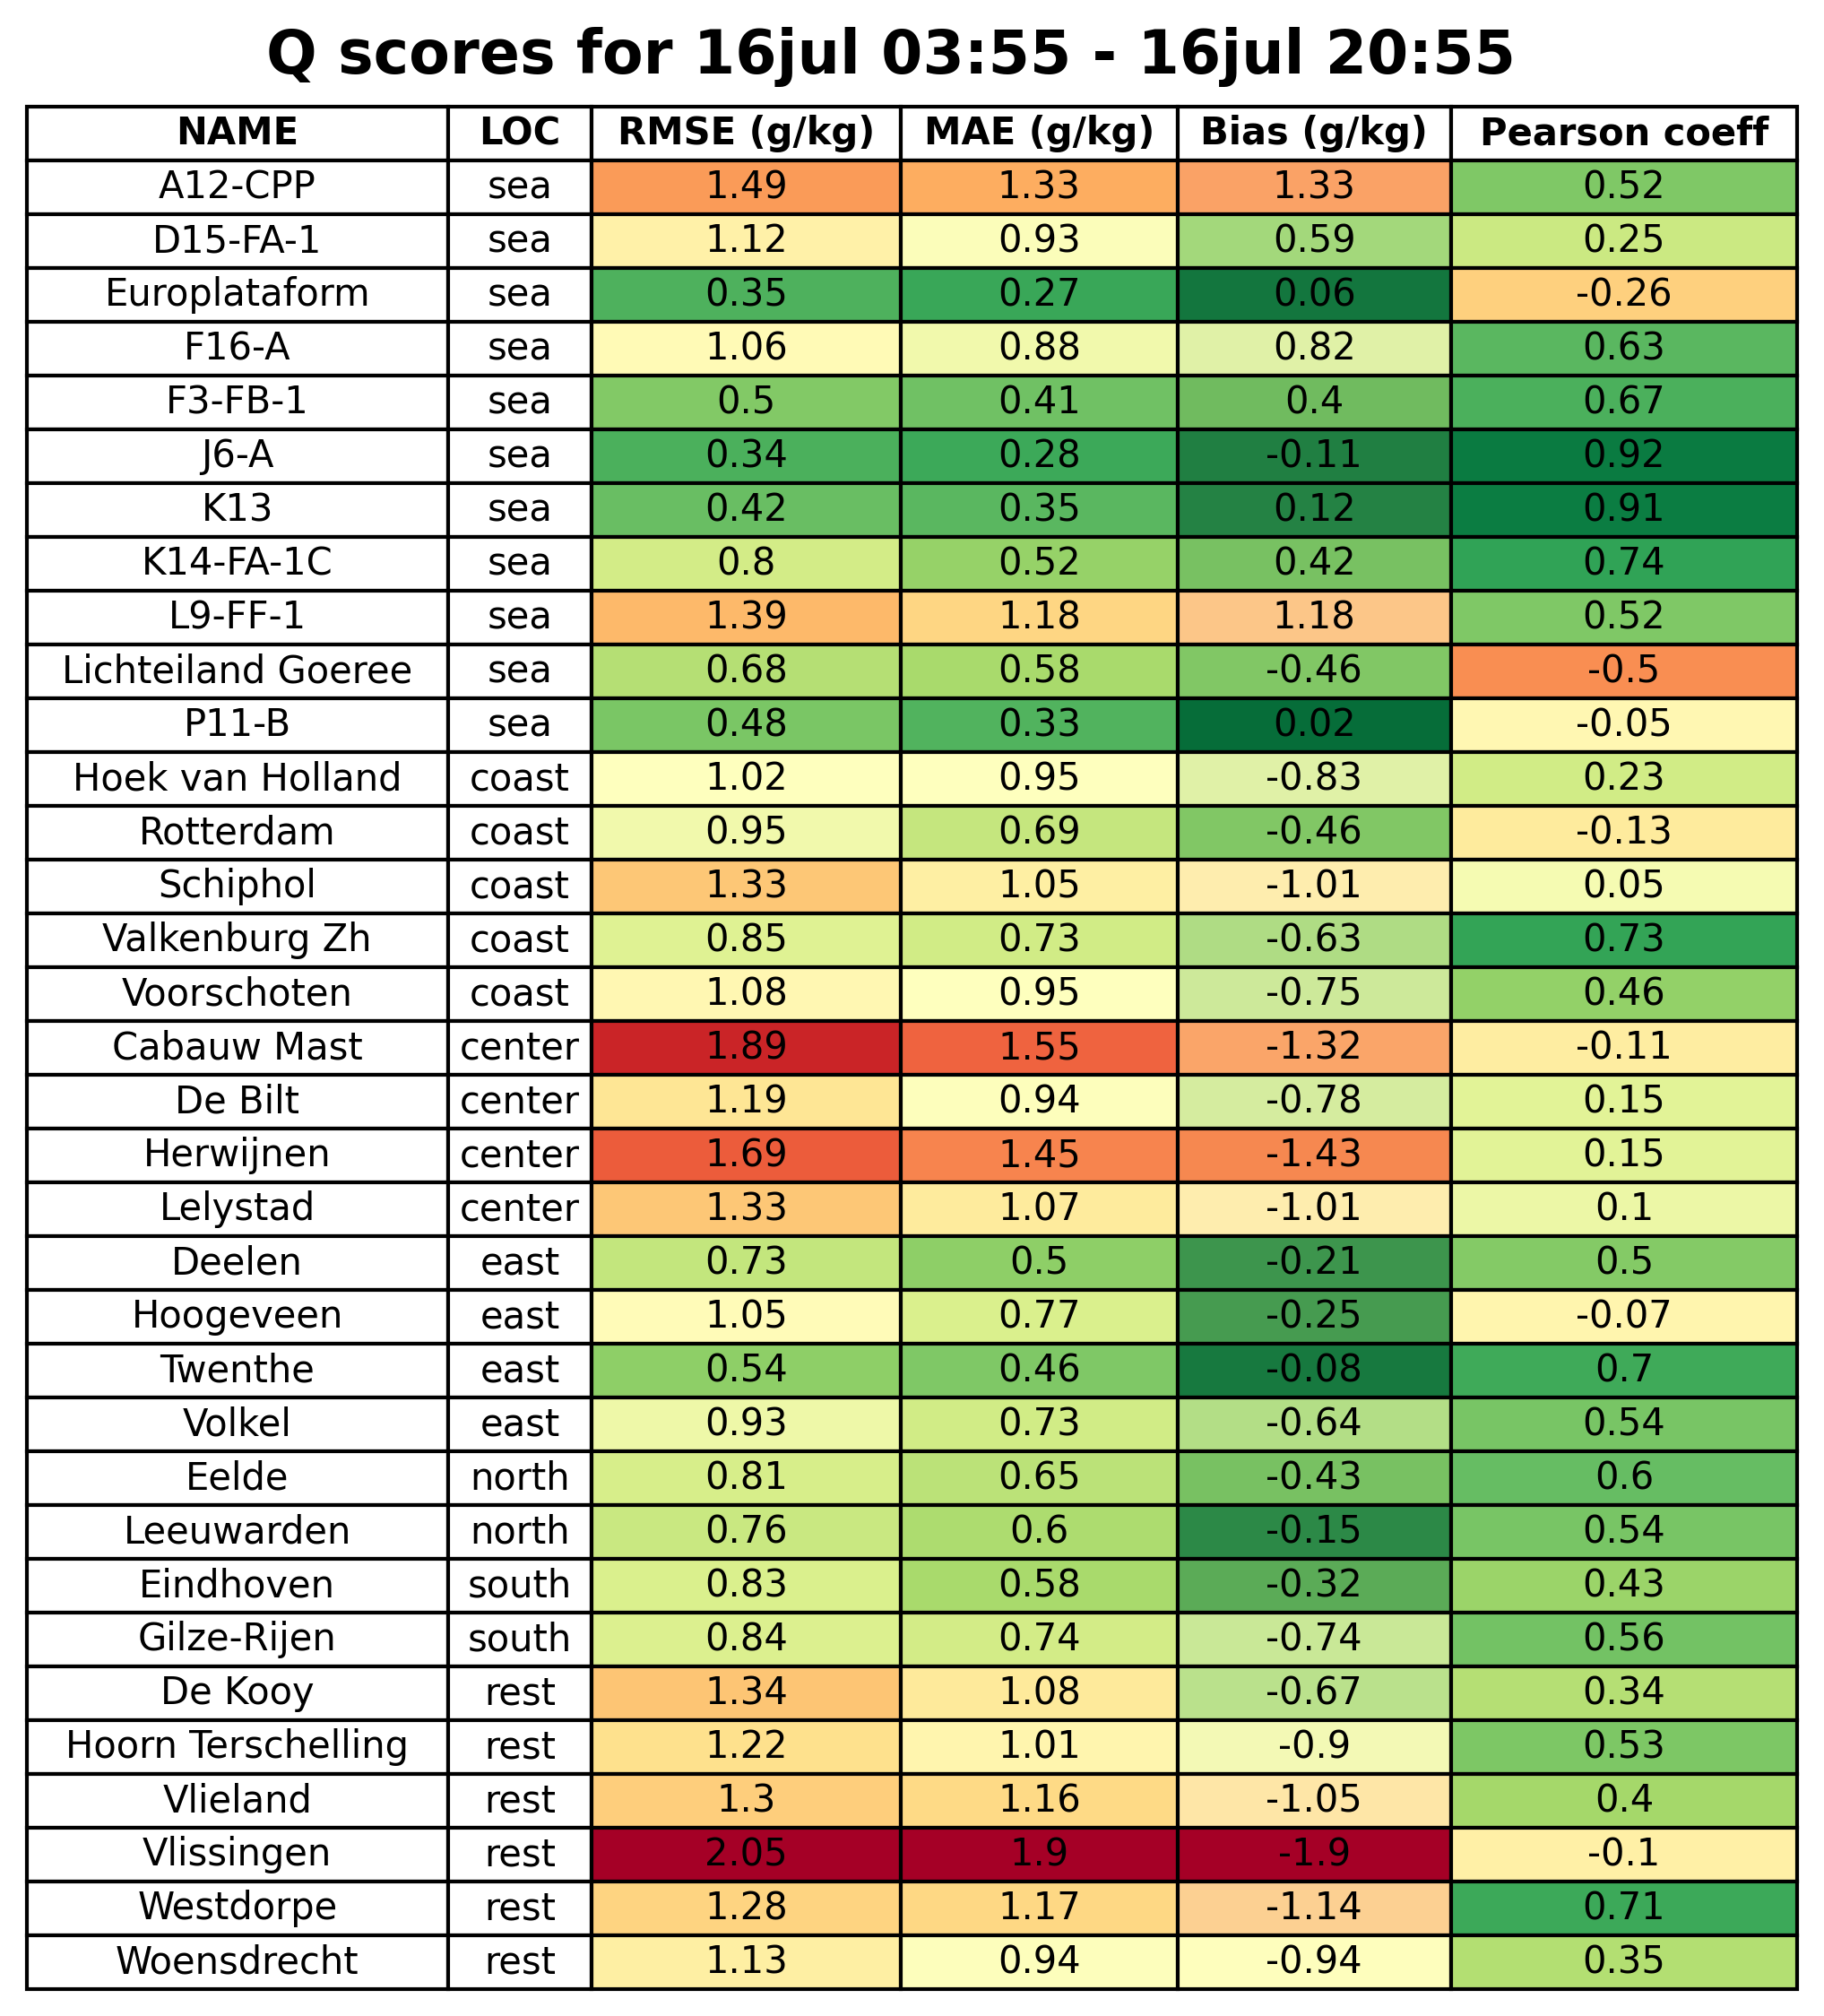 Q scores for 16jul 03:55 - 16jul 20:55
NAME LOC RMSE (g/kg) MAE (g/kg) Bias (g/kg) Pearson coeff
A12-CPP sea 1.49 1.33 1.33 0.52
D15-FA-1 sea 1.12 0.93 0.59 0.25
Europlataform sea 0.35 0.27 0.06 -0.26
F16-A sea 1.06 0.88 0.82 0.63
F3-FB-1 sea 0.5 0.41 0.4 0.67
J6-A sea 0.34 0.28 -0.11 0.92
K13 sea 0.42 0.35 0.12 0.91
K14-FA-1C sea 0.8 0.52 0.42 0.74
L9-FF-1 sea 1.39 1.18 1.18 0.52
Lichteiland Goeree sea 0.68 0.58 -0.46 -0.5
P11-B sea 0.48 0.33 0.02 -0.05
Hoek van Holland coast 1.02 0.95 -0.83 0.23
Rotterdam coast 0.95 0.69 -0.46 -0.13
Schiphol coast 1.33 1.05 -1.01 0.05
Valkenburg Zh coast 0.85 0.73 -0.63 0.73
Voorschoten coast 1.08 0.95 -0.75 0.46
Cabauw Mast center 1.89 1.55 -1.32 -0.11
De Bilt center 1.19 0.94 -0.78 0.15
Herwijnen center 1.69 1.45 -1.43 0.15
Lelystad center 1.33 1.07 -1.01 0.1
Deelen east 0.73 0.5 -0.21 0.5
Hoogeveen east 1.05 0.77 -0.25 -0.07
Twenthe east 0.54 0.46 -0.08 0.7
Volkel east 0.93 0.73 -0.64 0.54
Eelde north 0.81 0.65 -0.43 0.6
Leeuwarden north 0.76 0.6 -0.15 0.54
Eindhoven south 0.83 0.58 -0.32 0.43
Gilze-Rijen south 0.84 0.74 -0.74 0.56
De Kooy rest 1.34 1.08 -0.67 0.34
Hoorn Terschelling rest 1.22 1.01 -0.9 0.53
Vlieland rest 1.3 1.16 -1.05 0.4
Vlissingen rest 2.05 1.9 -1.9 -0.1
Westdorpe rest 1.28 1.17 -1.14 0.71
Woensdrecht rest 1.13 0.94 -0.94 0.35